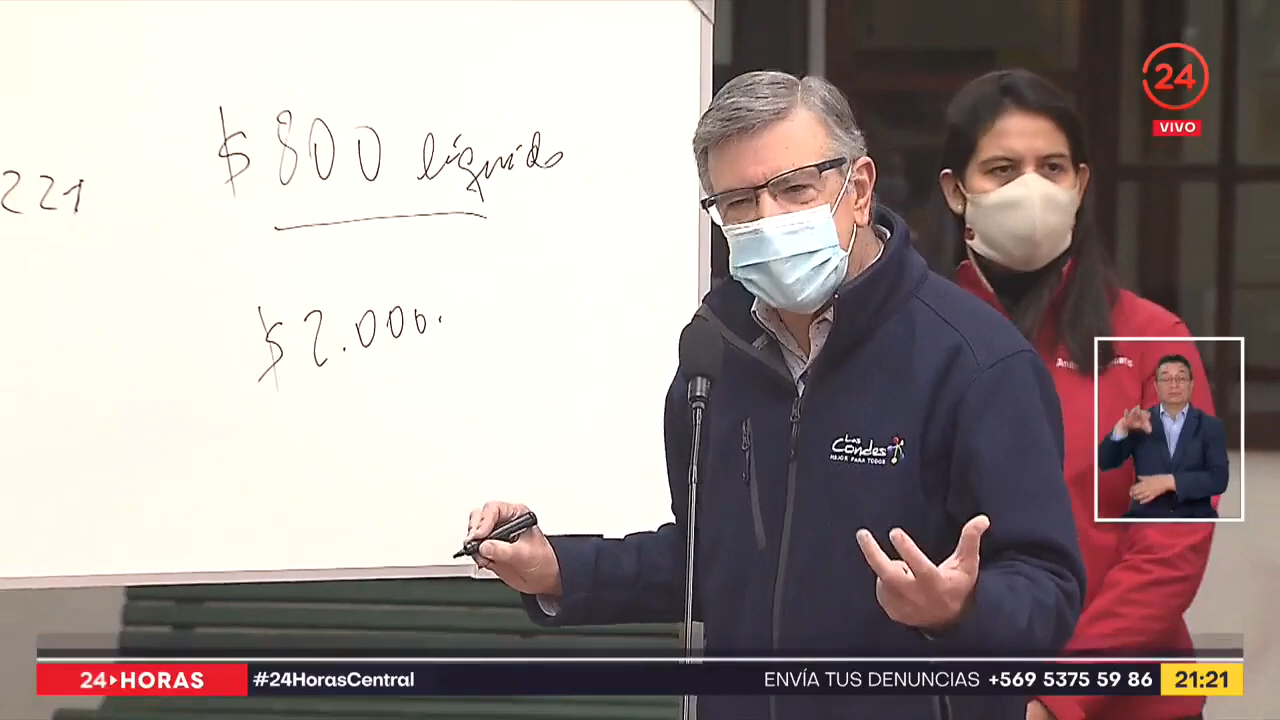 24
VIVO
$ 800 líquido
221
$ 2.000.
Las
Condes
MEJOR PARA TODOS
24 HORAS
#24HorasCentral
ENVÍA TUS DENUNCIAS +569 5375 59 86
21:21